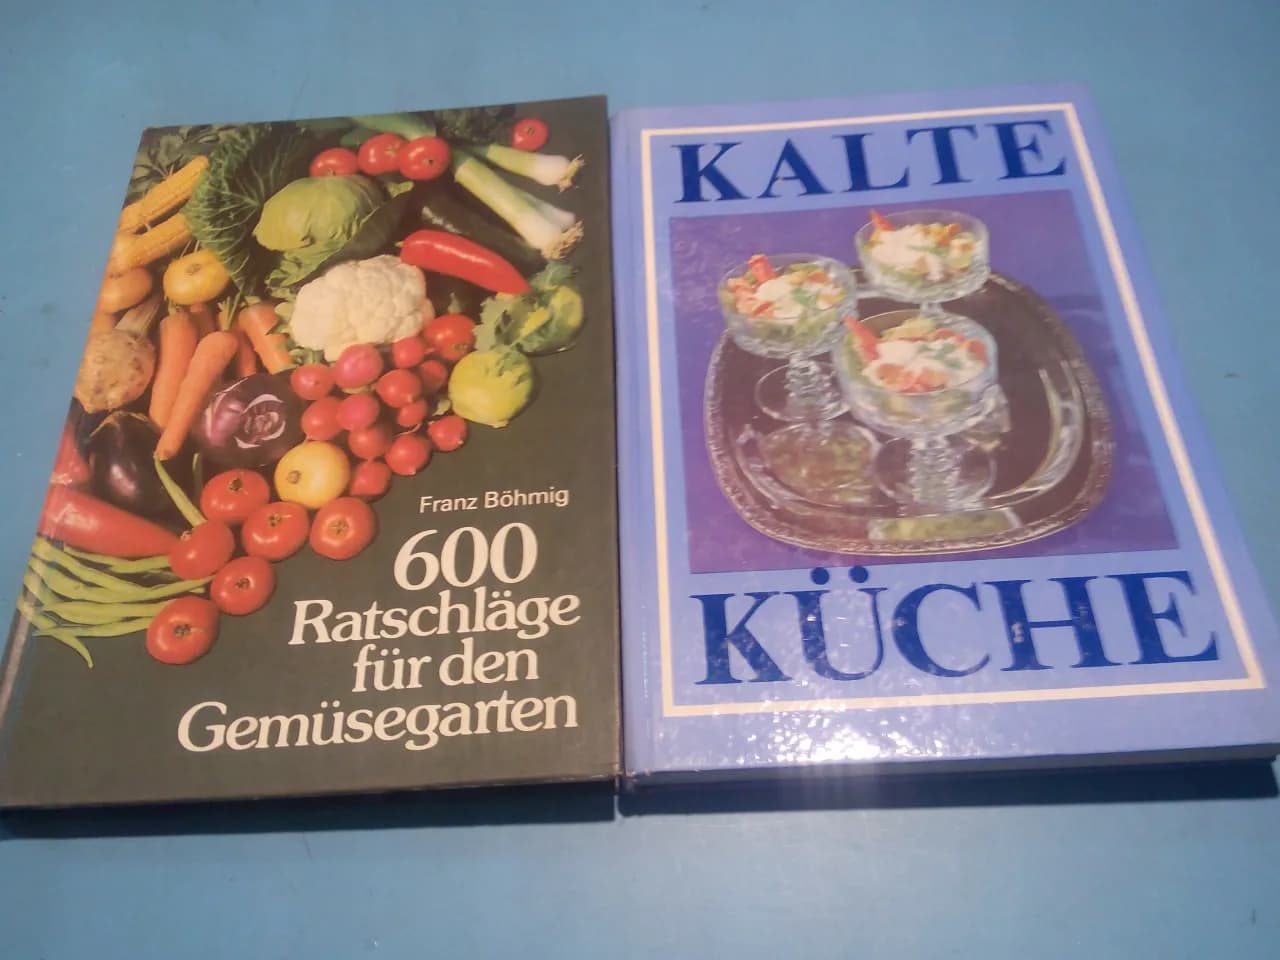 Franz Böhmig
600
Ratschläge
für den
Gemüsegarten
KALTE
KÜCHE